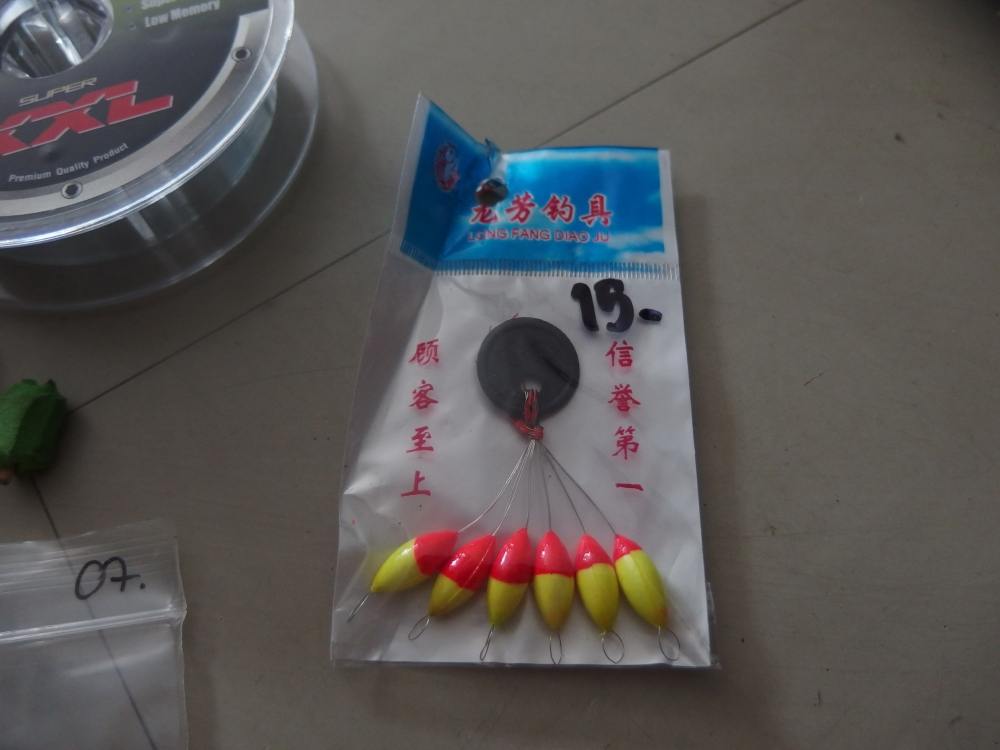 Low Memory
SUPER
XXL
Premium Quality Product
龙芳钓具
LONG FANG DIAO JU
19.-
顾客至上
信誉第一
07.